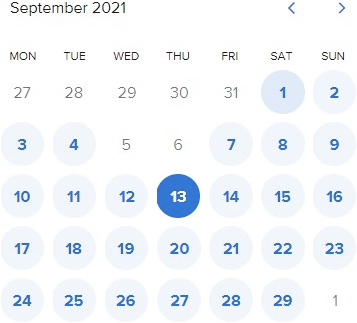 September 2021
MON TUE WED THU FRI SAT SUN
27 28 29 30 31 1 2
3 4 5 6 7 8 9
10 11 12 13 14 15 16
17 18 19 20 21 22 23
24 25 26 27 28 29 1